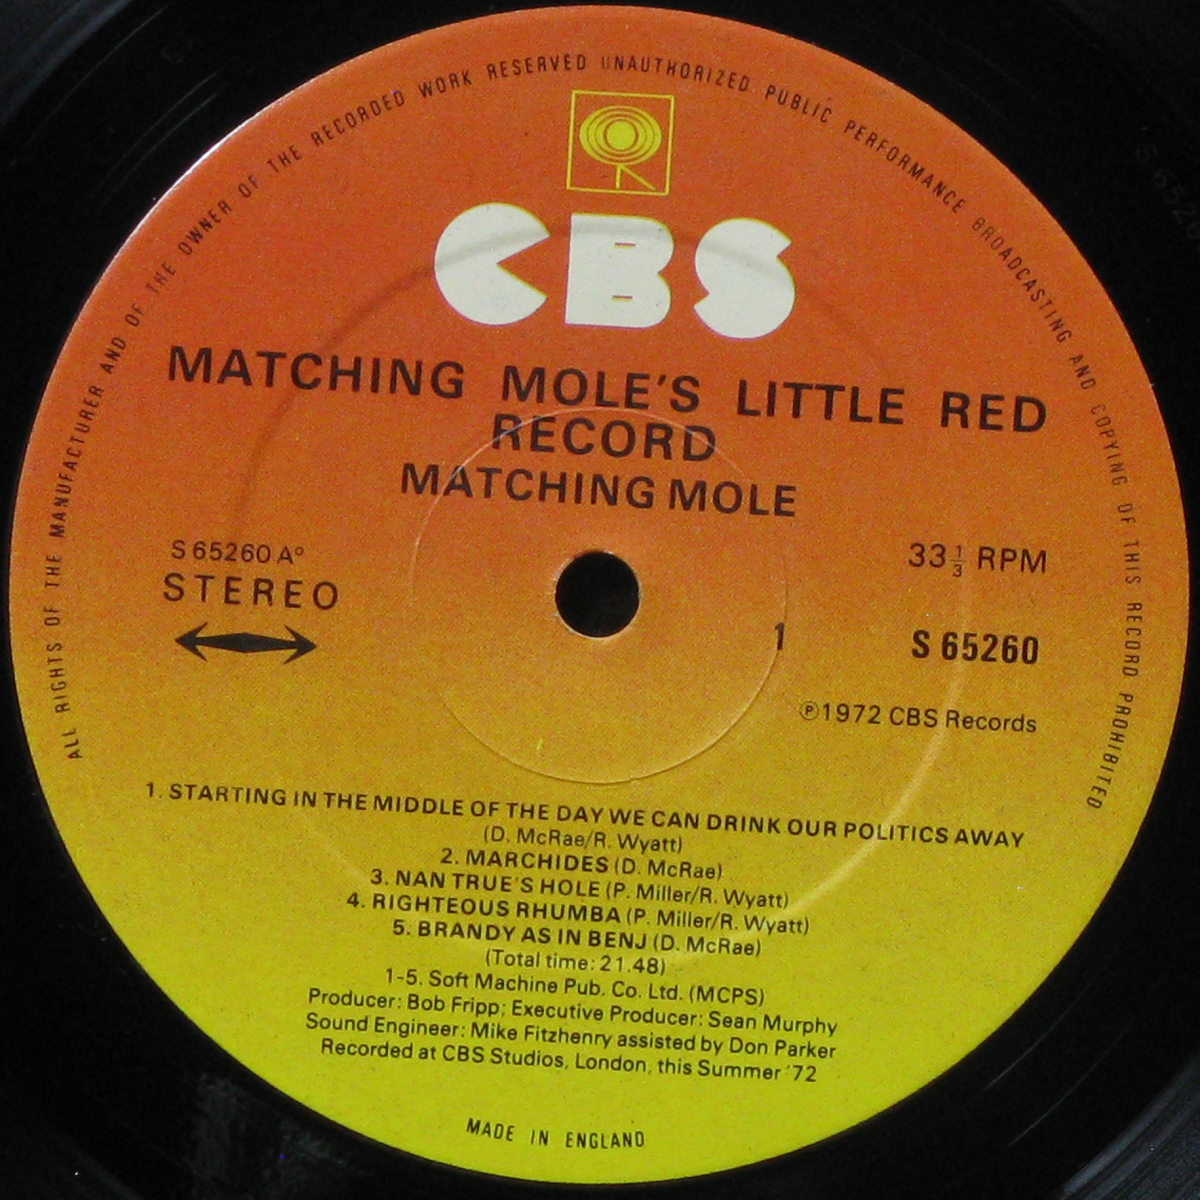 ALL RIGHTS OF THE MANUFACTURER AND OF THE OWNER OF THE RECORDED WORK RESERVED UNAUTHORIZED PUBLIC PERFORMANCE BROADCASTING AND COPYING OF THIS RECORD PROHIBITED
CBS
MATCHING MOLE'S LITTLE RED
RECORD
MATCHING MOLE
S 65260 Aº
STEREO
33⅓ RPM
1
S 65260
℗1972 CBS Records
1. STARTING IN THE MIDDLE OF THE DAY WE CAN DRINK OUR POLITICS AWAY
(D. McRae/R. Wyatt)
2. MARCHIDES (D. McRae)
3. NAN TRUE'S HOLE (P. Miller/R. Wyatt)
4. RIGHTEOUS RHUMBA (P. Miller/R. Wyatt)
5. BRANDY AS IN BENJ (D. McRae)
(Total time: 21.48)
1-5. Soft Machine Pub. Co. Ltd. (MCPS)
Producer: Bob Fripp; Executive Producer: Sean Murphy
Sound Engineer: Mike Fitzhenry assisted by Don Parker
Recorded at CBS Studios, London, this Summer '72
MADE IN ENGLAND